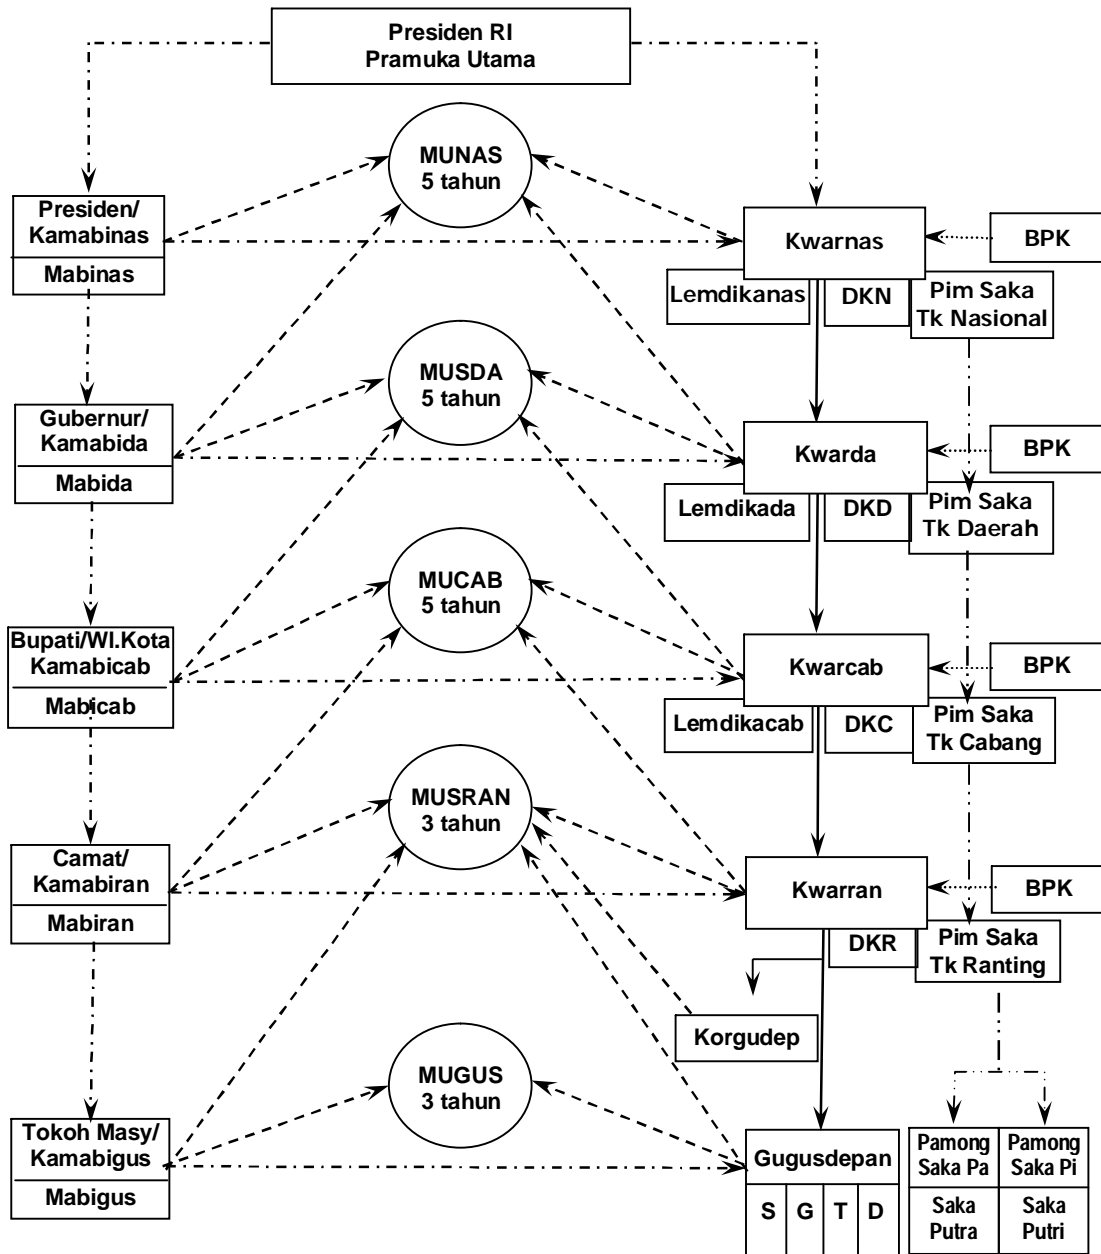 Presiden RI
Pramuka Utama
MUNAS
5 tahun
Presiden/
Kamabinas
Mabinas
Kwarnas
BPK
Lemdikanas
DKN
Pim Saka
Tk Nasional
MUSDA
5 tahun
Gubernur/
Kamabida
Mabida
Kwarda
BPK
Lemdikada
DKD
Pim Saka
Tk Daerah
MUCAB
5 tahun
Bupati/Wl.Kota
Kamabicab
Mabicab
Kwarcab
BPK
Lemdikacab
DKC
Pim Saka
Tk Cabang
MUSRAN
3 tahun
Camat/
Kamabiran
Mabiran
Kwarran
BPK
DKR
Pim Saka
Tk Ranting
Korgudep
MUGUS
3 tahun
Tokoh Masy/
Kamabigus
Mabigus
Gugusdepan
S G T D
Pamong
Saka Pa
Pamong
Saka Pi
Saka
Putra
Saka
Putri